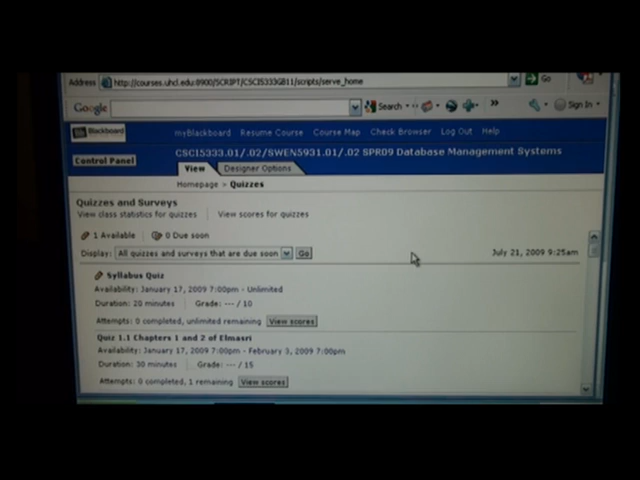 Address http://courses.uhcl.edu:8900/SCRIPT/CSCI5333GB11/scripts/serve_home Go
Google Search Sign In
Blackboard myBlackboard Resume Course Course Map Check Browser Log Out Help
CSCI5333.01/.02/SWEN5931.01/.02 SPR09 Database Management Systems
Control Panel
View Designer Options
Homepage > Quizzes
Quizzes and Surveys
View class statistics for quizzes View scores for quizzes
1 Available 0 Due soon
Display: All quizzes and surveys that are due soon Go July 21, 2009 9:25am
Syllabus Quiz
Availability: January 17, 2009 7:00pm - Unlimited
Duration: 20 minutes Grade: --- / 10
Attempts: 0 completed, unlimited remaining View scores
Quiz 1.1 Chapters 1 and 2 of Elmasri
Availability: January 17, 2009 7:00pm - February 3, 2009 7:00pm
Duration: 30 minutes Grade: --- / 15
Attempts: 0 completed, 1 remaining View scores